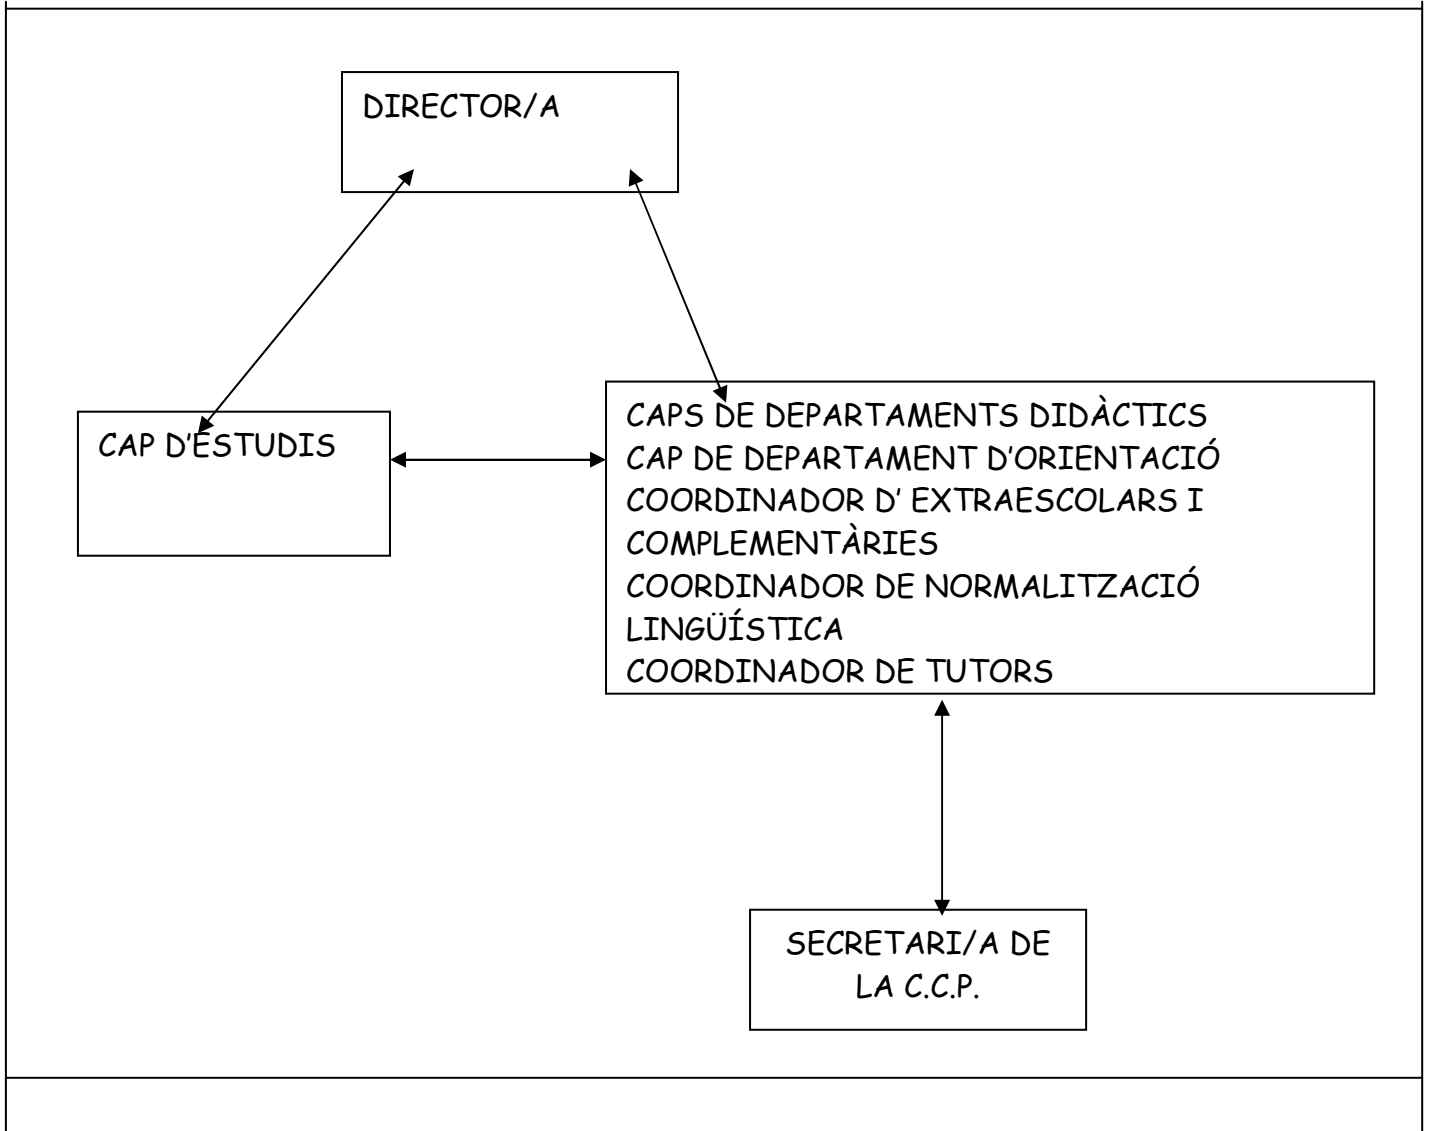 DIRECTOR/A
CAP D'ESTUDIS
CAPS DE DEPARTAMENTS DIDÀCTICS
CAP DE DEPARTAMENT D'ORIENTACIÓ
COORDINADOR D' EXTRAESCOLARS I
COMPLEMENTÀRIES
COORDINADOR DE NORMALITZACIÓ
LINGÜÍSTICA
COORDINADOR DE TUTORS
SECRETARI/A DE
LA C.C.P.